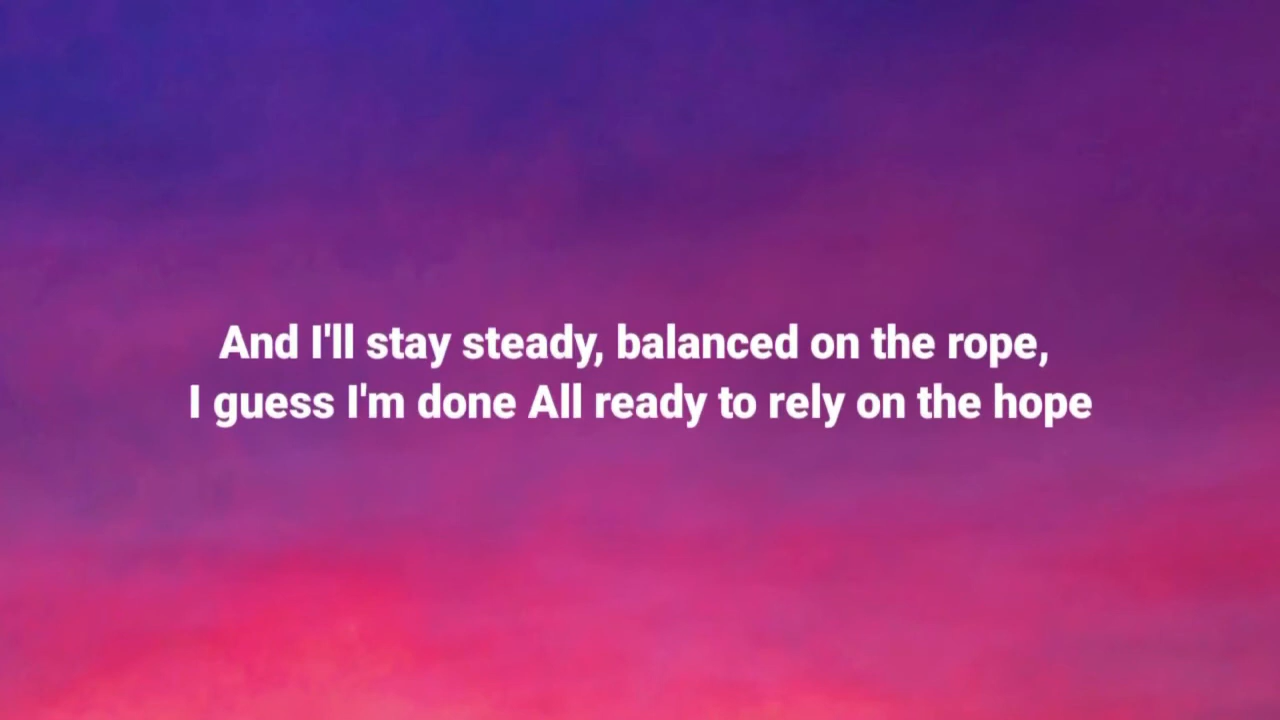 And I'll stay steady, balanced on the rope,
I guess I'm done All ready to rely on the hope